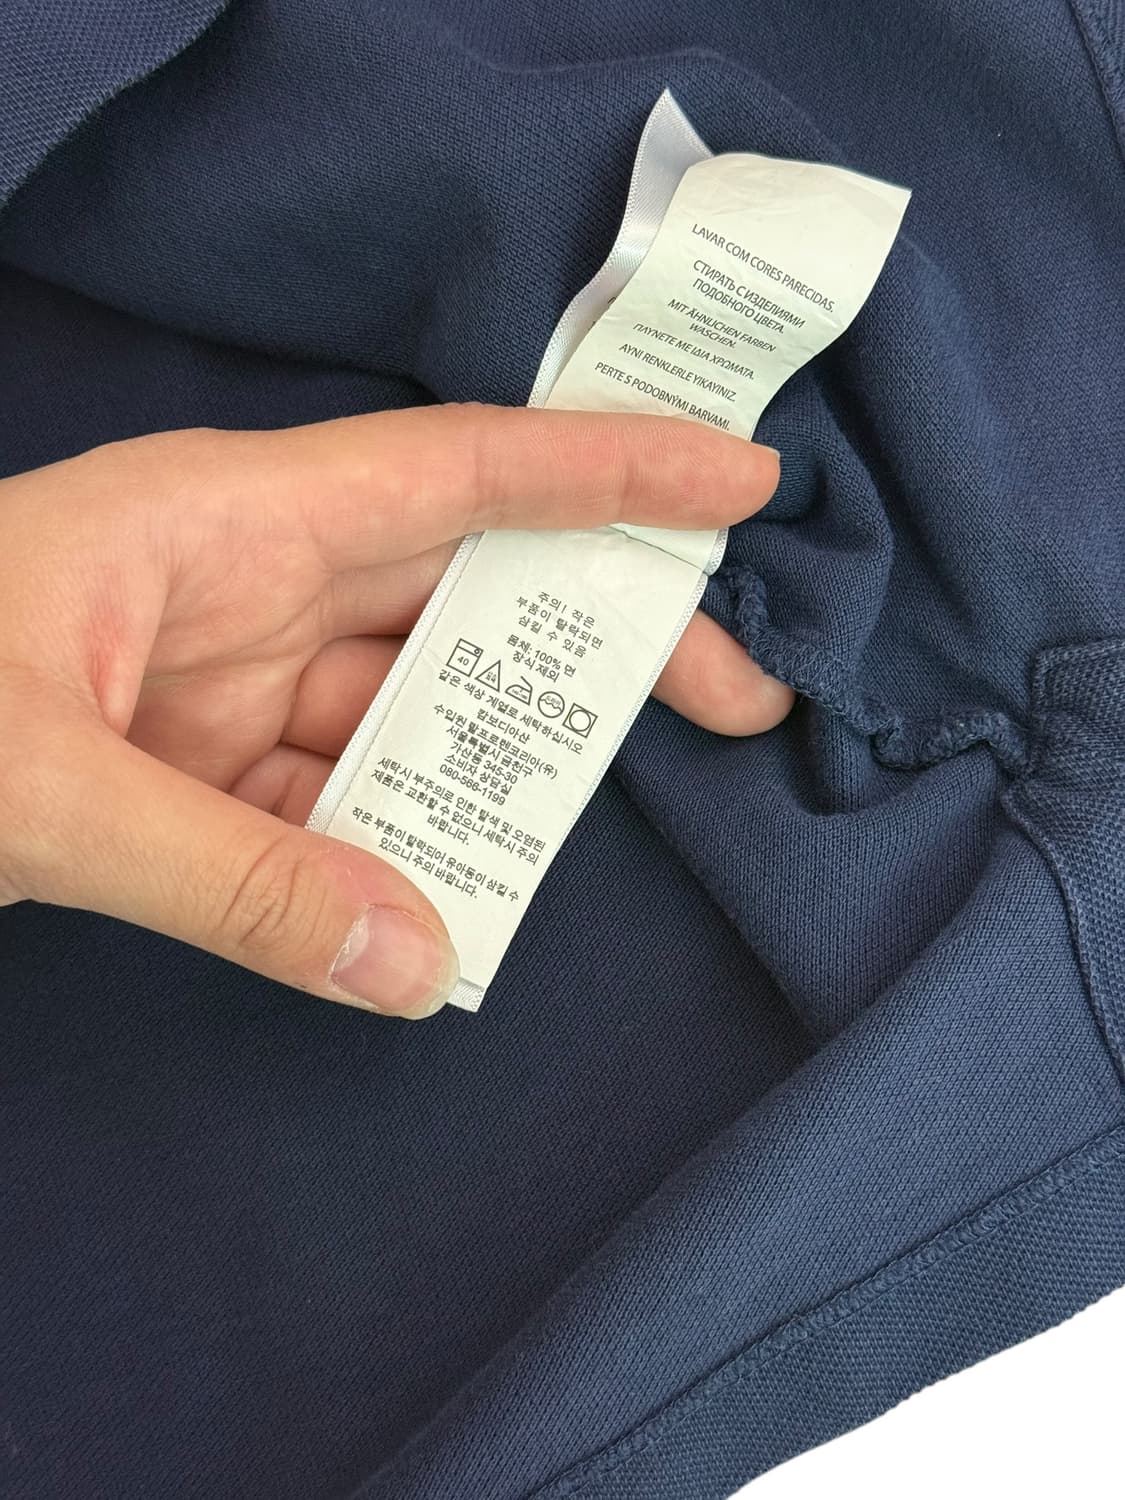 LAVAR COM CORES PARECIDAS.
СТИРАТЬ С ИЗДЕЛИЯМИ
ПОДОБНОГО ЦВЕТА.
MIT ÄHNLICHEN FARBEN
WASCHEN.
ΠΛΥΝΕΤΕ ΜΕ ΙΔΙΑ ΧΡΩΜΑΤΑ.
AYNI RENKLERLE YIKAYINIZ.
PERTE S PODOBNÝMI BARVAMI.
주의! 작은
부품이 탈락되면
삼킬 수 있음
몸체: 100% 면
장식 제외
40
같은 색상 계열로 세탁하십시오
캄보디아산
수입원 랄프로렌코리아(유)
서울특별시 금천구
가산동 345-30
소비자 상담실
080-566-1199
세탁시 부주의로 인한 탈색 및 오염된
제품은 교환할 수 없으니 세탁시 주의
바랍니다.
작은 부품이 탈락되어 유아동이 삼킬 수
있으니 주의 바랍니다.